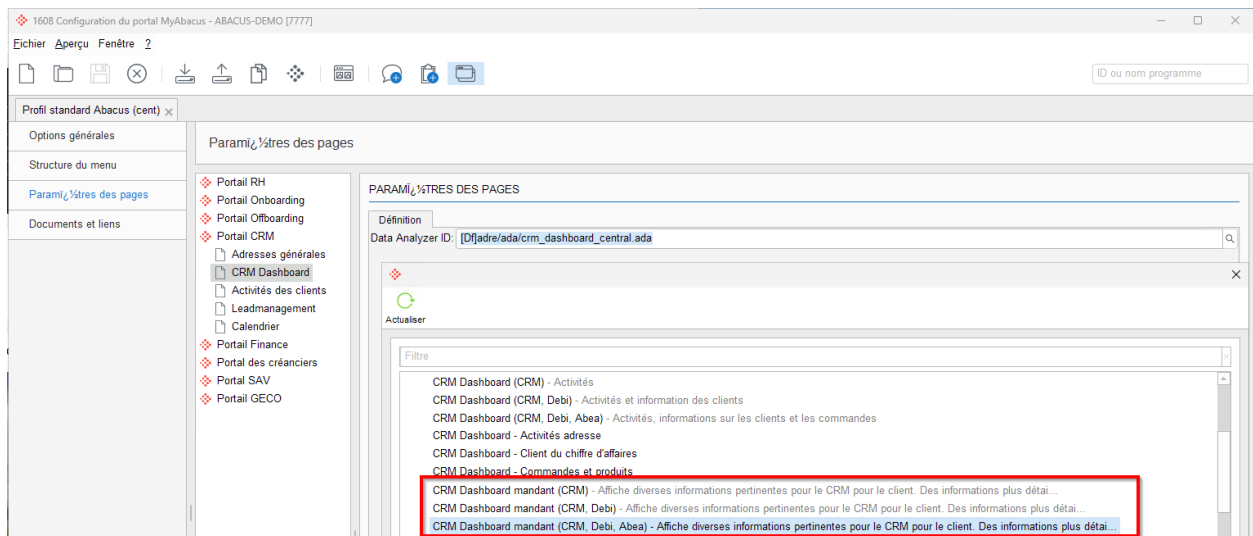 1608 Configuration du portal MyAbacus - ABACUS-DEMO [7777]
Fichier Aperçu Fenêtre ?
ID ou nom programme
Profil standard Abacus (cent)
Options générales
Structure du menu
Paramï¿½tres des pages
Documents et liens
Paramï¿½tres des pages
Portail RH
Portail Onboarding
Portail Offboarding
Portail CRM
Adresses générales
CRM Dashboard
Activités des clients
Leadmanagement
Calendrier
Portail Finance
Portal des créanciers
Portal SAV
Portail GECO
PARAMÏ¿½TRES DES PAGES
Définition
Data Analyzer ID: [Df]adre/ada/crm_dashboard_central.ada
Actualiser
Filtre
CRM Dashboard (CRM) - Activités
CRM Dashboard (CRM, Debi) - Activités et information des clients
CRM Dashboard (CRM, Debi, Abea) - Activités, informations sur les clients et les commandes
CRM Dashboard - Activités adresse
CRM Dashboard - Client du chiffre d'affaires
CRM Dashboard - Commandes et produits
CRM Dashboard mandant (CRM) - Affiche diverses informations pertinentes pour le CRM pour le client. Des informations plus détai...
CRM Dashboard mandant (CRM, Debi) - Affiche diverses informations pertinentes pour le CRM pour le client. Des informations plus détai...
CRM Dashboard mandant (CRM, Debi, Abea) - Affiche diverses informations pertinentes pour le CRM pour le client. Des informations plus détai...